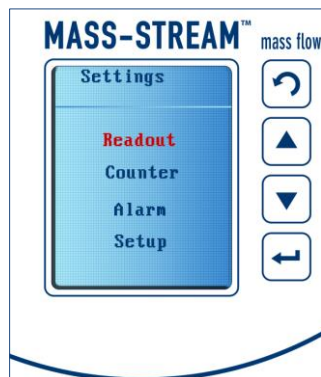 MASS-STREAM™ mass flow
Settings
Readout
Counter
Alarm
Setup